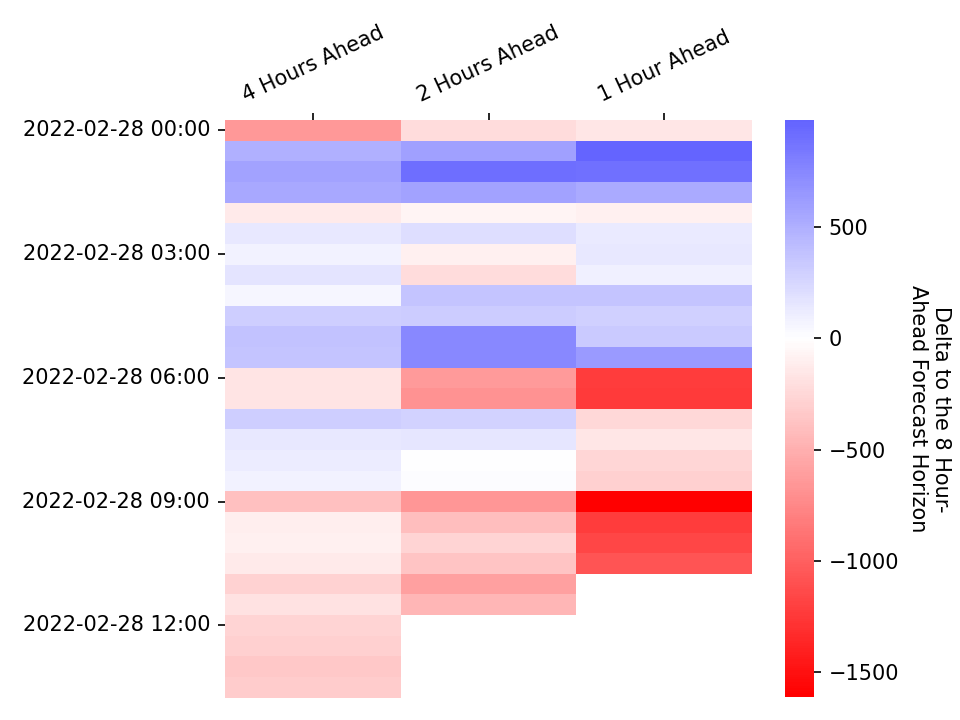 4 Hours Ahead
2 Hours Ahead
1 Hour Ahead
2022-02-28 00:00
2022-02-28 03:00
2022-02-28 06:00
2022-02-28 09:00
2022-02-28 12:00
500
0
−500
−1000
−1500
Delta to the 8 Hour-
Ahead Forecast Horizon